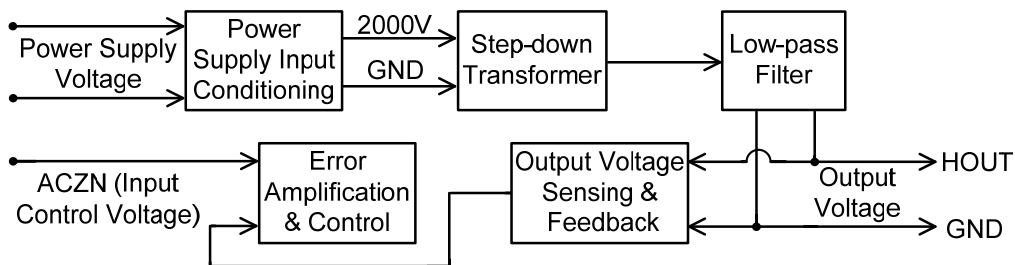 Power Supply
Voltage
Power
Supply Input
Conditioning
2000V
GND
Step-down
Transformer
Low-pass
Filter
ACZN (Input
Control Voltage)
Error
Amplification
& Control
Output Voltage
Sensing &
Feedback
HOUT
Output
Voltage
GND